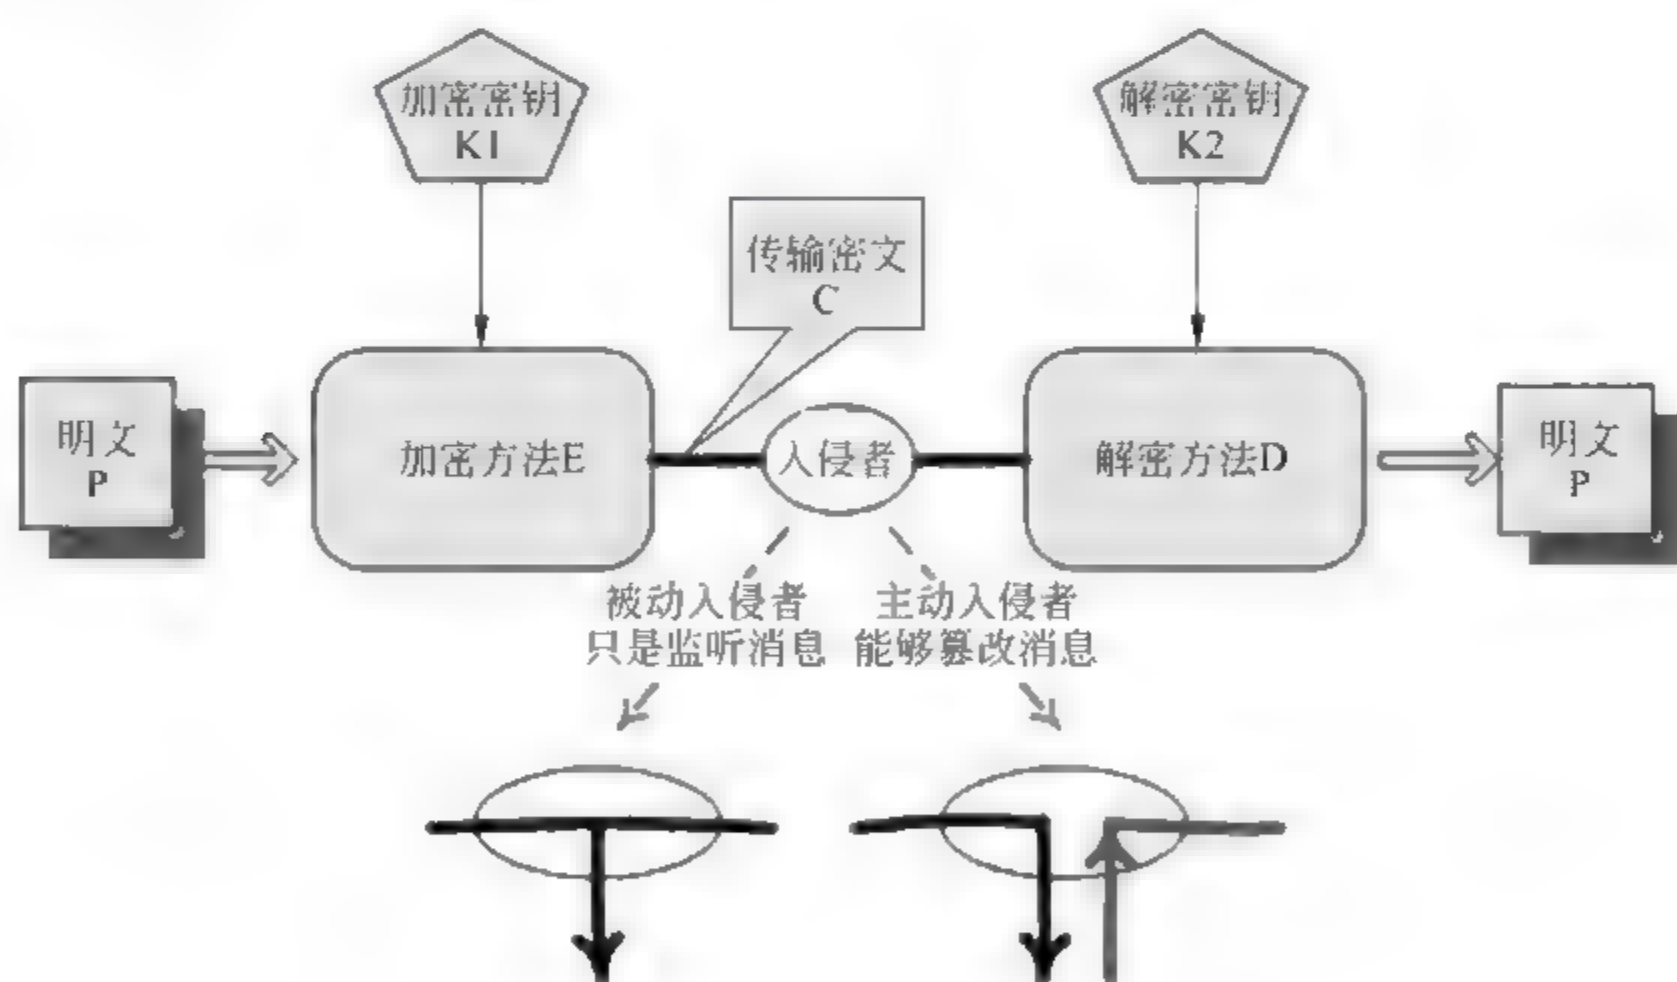 加密密钥
K1
解密密钥
K2
传输密文
C
明文
P
加密方法E
入侵者
解密方法D
明文
P
被动入侵者
只是监听消息
主动入侵者
能够篡改消息